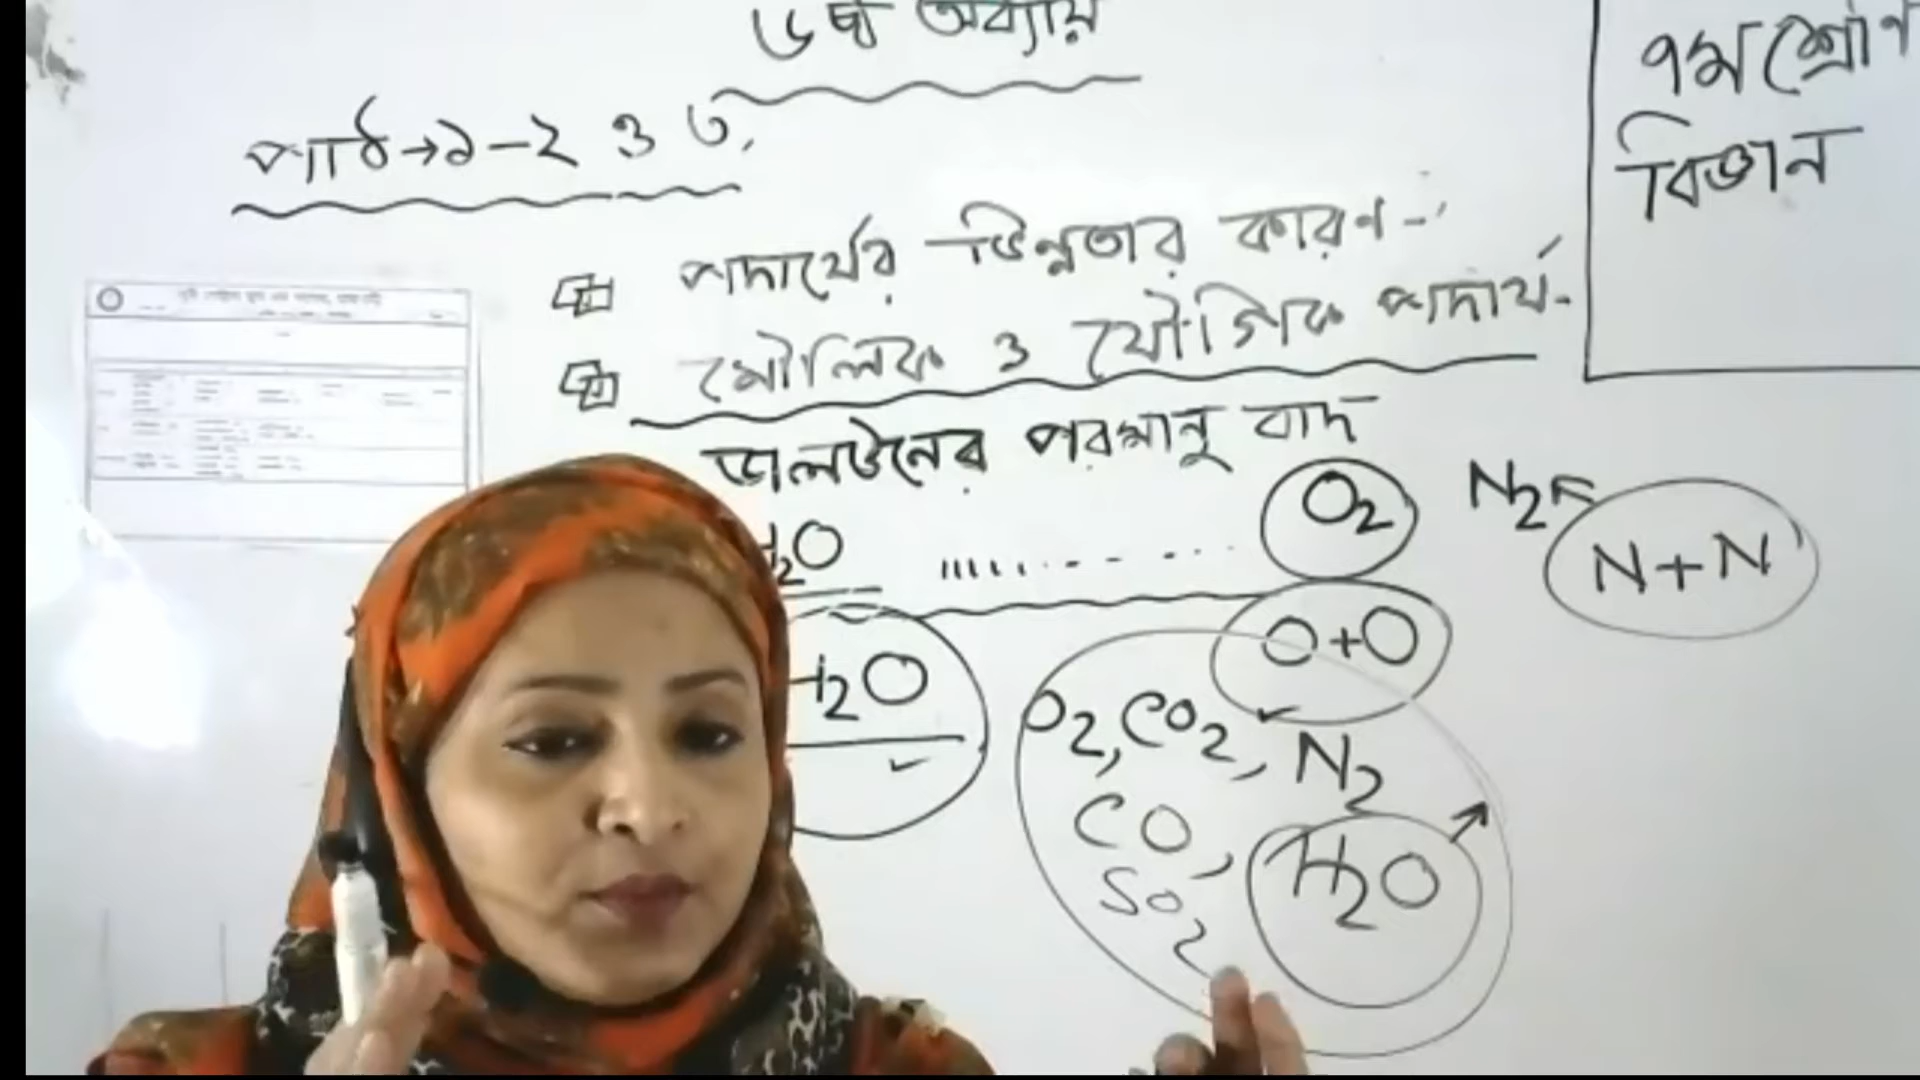 ৬ষ্ঠ অধ্যায়
৭ম শ্রেণি
বিজ্ঞান
পাঠ→১-২ ও ৩.
পদার্থের ভিন্নতার কারণ-
মৌলিক ও যৌগিক পদার্থ-
ডালটনের পরমানু বাদ
H₂O O₂ N₂
N+N
O+O
H₂O
O₂, CO₂, N₂
CO, H₂O
SO₂